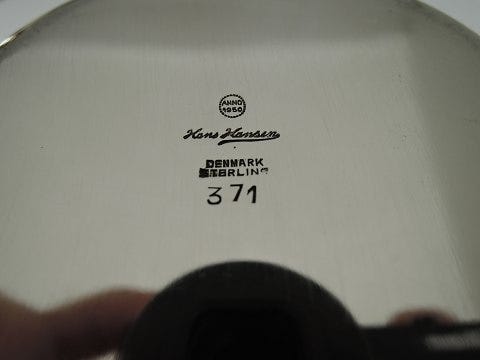 ANNO
1950
Hans Hansen
DENMARK
STERLING
371